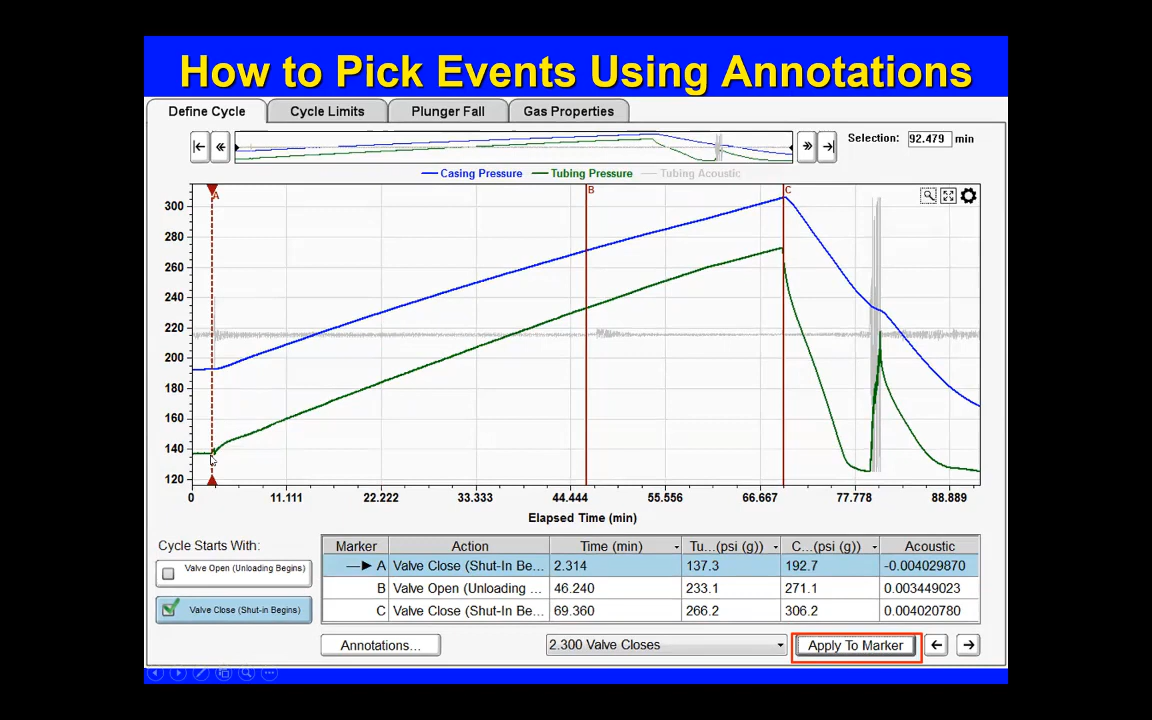 How to Pick Events Using Annotations
Define Cycle Cycle Limits Plunger Fall Gas Properties
Selection: 92.479 min
Casing Pressure Tubing Pressure Tubing Acoustic
A B C
300
280
260
240
220
200
180
160
140
120
0 11.111 22.222 33.333 44.444 55.556 66.667 77.778 88.889
Elapsed Time (min)
Cycle Starts With:
Valve Open (Unloading Begins)
Valve Close (Shut-in Begins)
Marker Action Time (min) Tu...(psi (g)) C...(psi (g)) Acoustic
A Valve Close (Shut-In Be... 2.314 137.3 192.7 -0.004029870
B Valve Open (Unloading ... 46.240 233.1 271.1 0.003449023
C Valve Close (Shut-In Be... 69.360 266.2 306.2 0.004020780
Annotations... 2.300 Valve Closes Apply To Marker